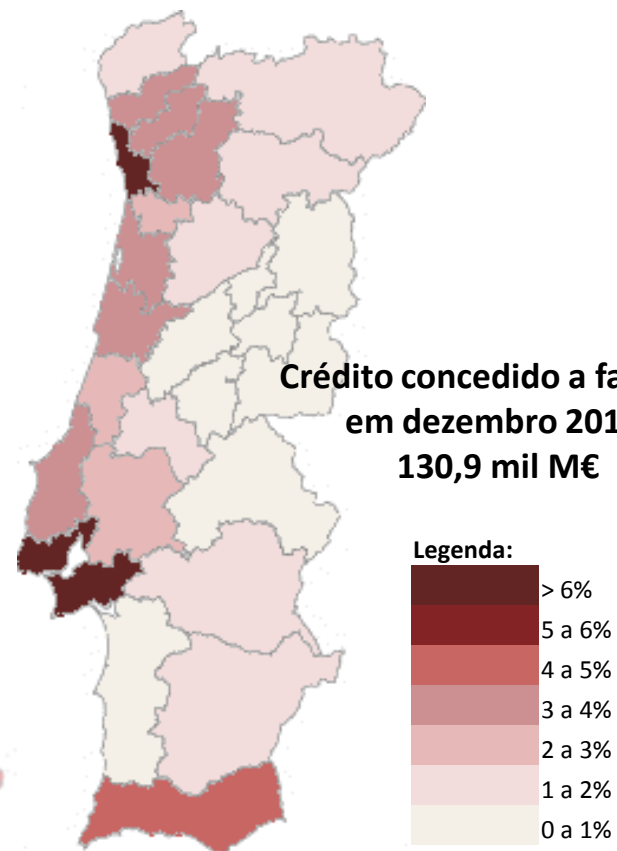 Crédito concedido a fa
em dezembro 201
130,9 mil M€
Legenda:
> 6%
5 a 6%
4 a 5%
3 a 4%
2 a 3%
1 a 2%
0 a 1%